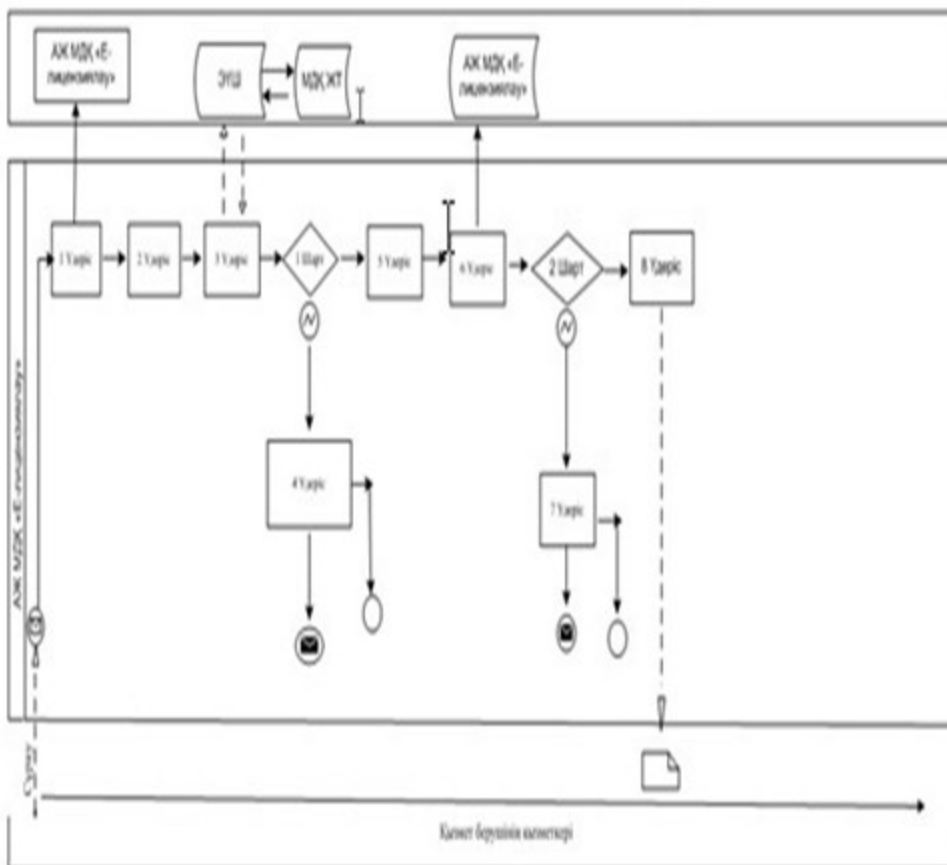 АЖ МДҚ «Е-
лицензиялау»
ЭҮШ
МДҚ ЖТ
АЖ МДҚ «Е-
лицензиялау»
1 Үдеріс
2 Үдеріс
3 Үдеріс
1 Шарт
5 Үдеріс
6 Үдеріс
2 Шарт
8 Үдеріс
4 Үдеріс
7 Үдеріс
АЖ МДҚ «Е-лицензиялау»
Сұрау
Қызмет берушінің қызметкері